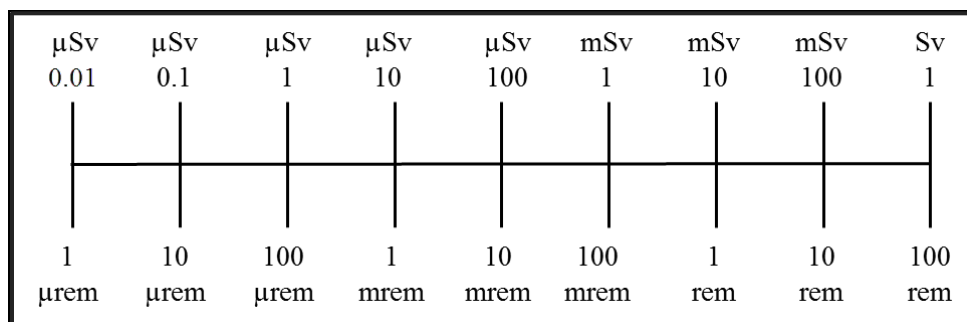 µSv µSv µSv µSv µSv mSv mSv mSv Sv
0.01 0.1 1 10 100 1 10 100 1
1 10 100 1 10 100 1 10 100
µrem µrem µrem mrem mrem mrem rem rem rem